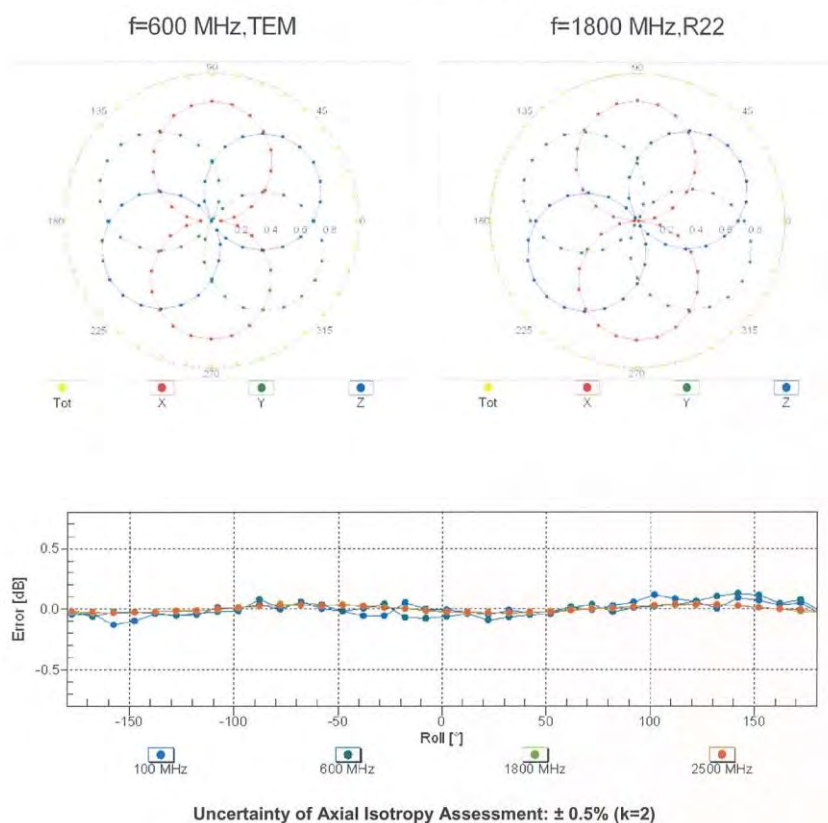 f=600 MHz,TEM
f=1800 MHz,R22
90
135
45
180
0.2 0.4 0.6 0.8
0
225
315
270
Tot X Y Z
90
135
45
180
0.2 0.4 0.6 0.8
0
225
315
270
Tot X Y Z
Error [dB]
0.5
0.0
-0.5
-150 -100 -50 0 50 100 150
Roll [°]
100 MHz 600 MHz 1800 MHz 2500 MHz
Uncertainty of Axial Isotropy Assessment: ± 0.5% (k=2)